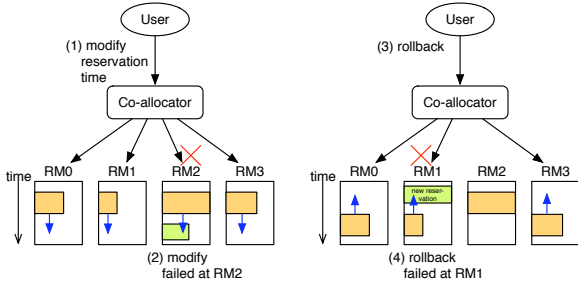 User
(1) modify
reservation
time
Co-allocator
RM0 RM1 RM2 RM3
time
(2) modify
failed at RM2
User
(3) rollback
Co-allocator
RM0 RM1 RM2 RM3
time
new reser-
vation
(4) rollback
failed at RM1